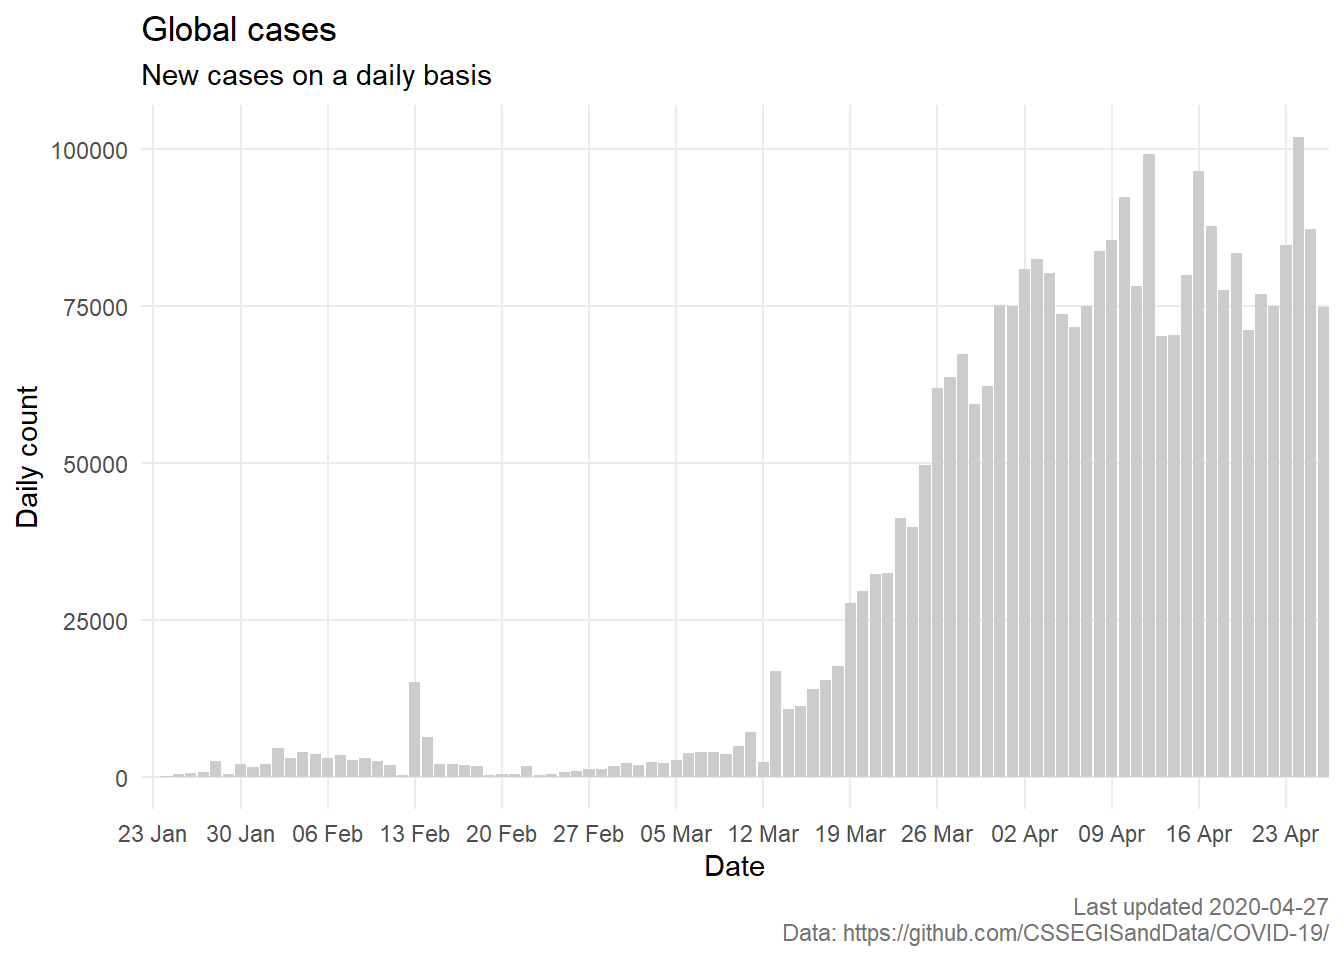 Global cases
New cases on a daily basis
100000
75000
50000
25000
0
Daily count
23 Jan 30 Jan 06 Feb 13 Feb 20 Feb 27 Feb 05 Mar 12 Mar 19 Mar 26 Mar 02 Apr 09 Apr 16 Apr 23 Apr
Date
Last updated 2020-04-27
Data: https://github.com/CSSEGISandData/COVID-19/